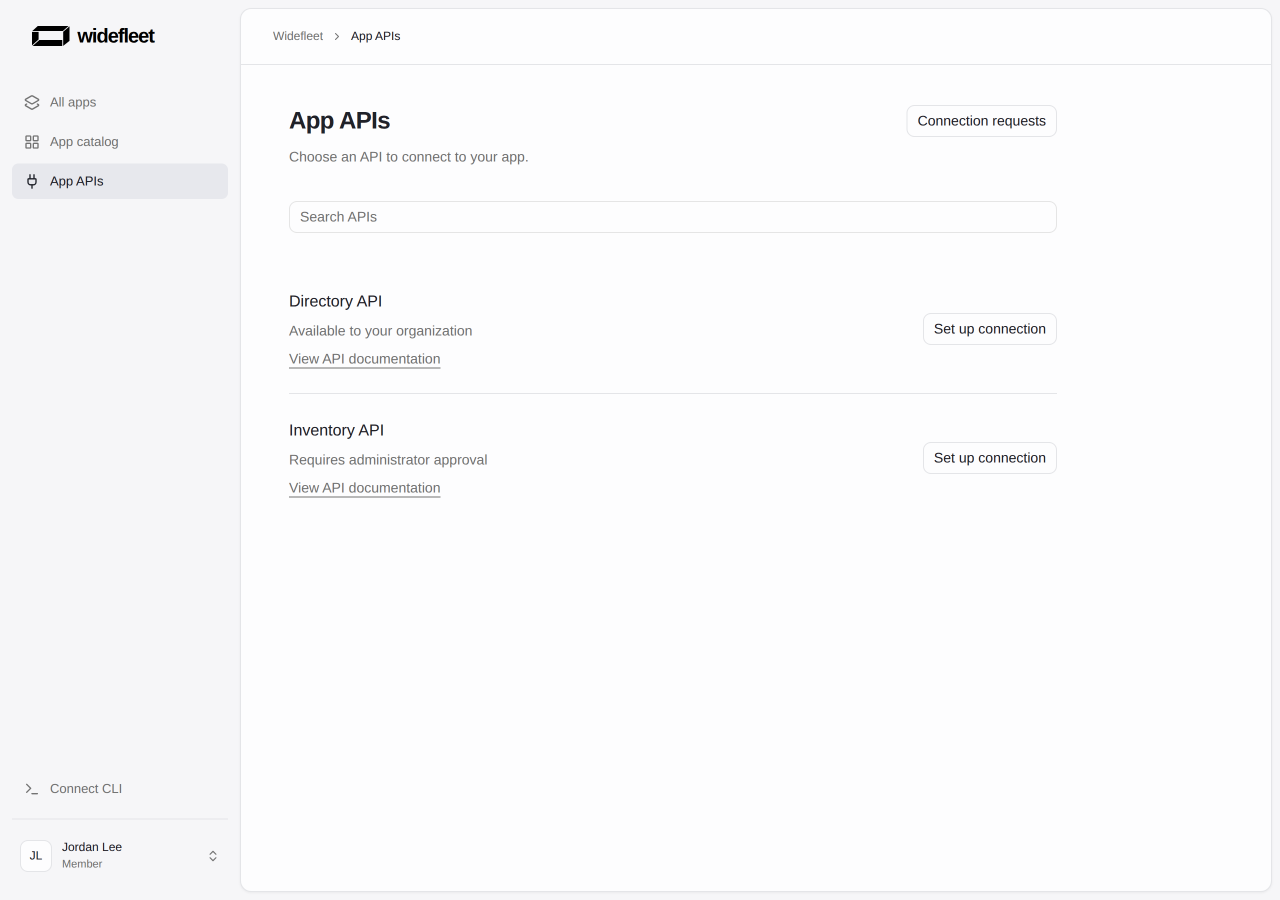 widefleet
All apps
App catalog
App APIs
Connect CLI
JL
Jordan Lee
Member
Widefleet > App APIs
App APIs
Connection requests
Choose an API to connect to your app.
Search APIs
Directory API
Available to your organization
View API documentation
Set up connection
Inventory API
Requires administrator approval
View API documentation
Set up connection